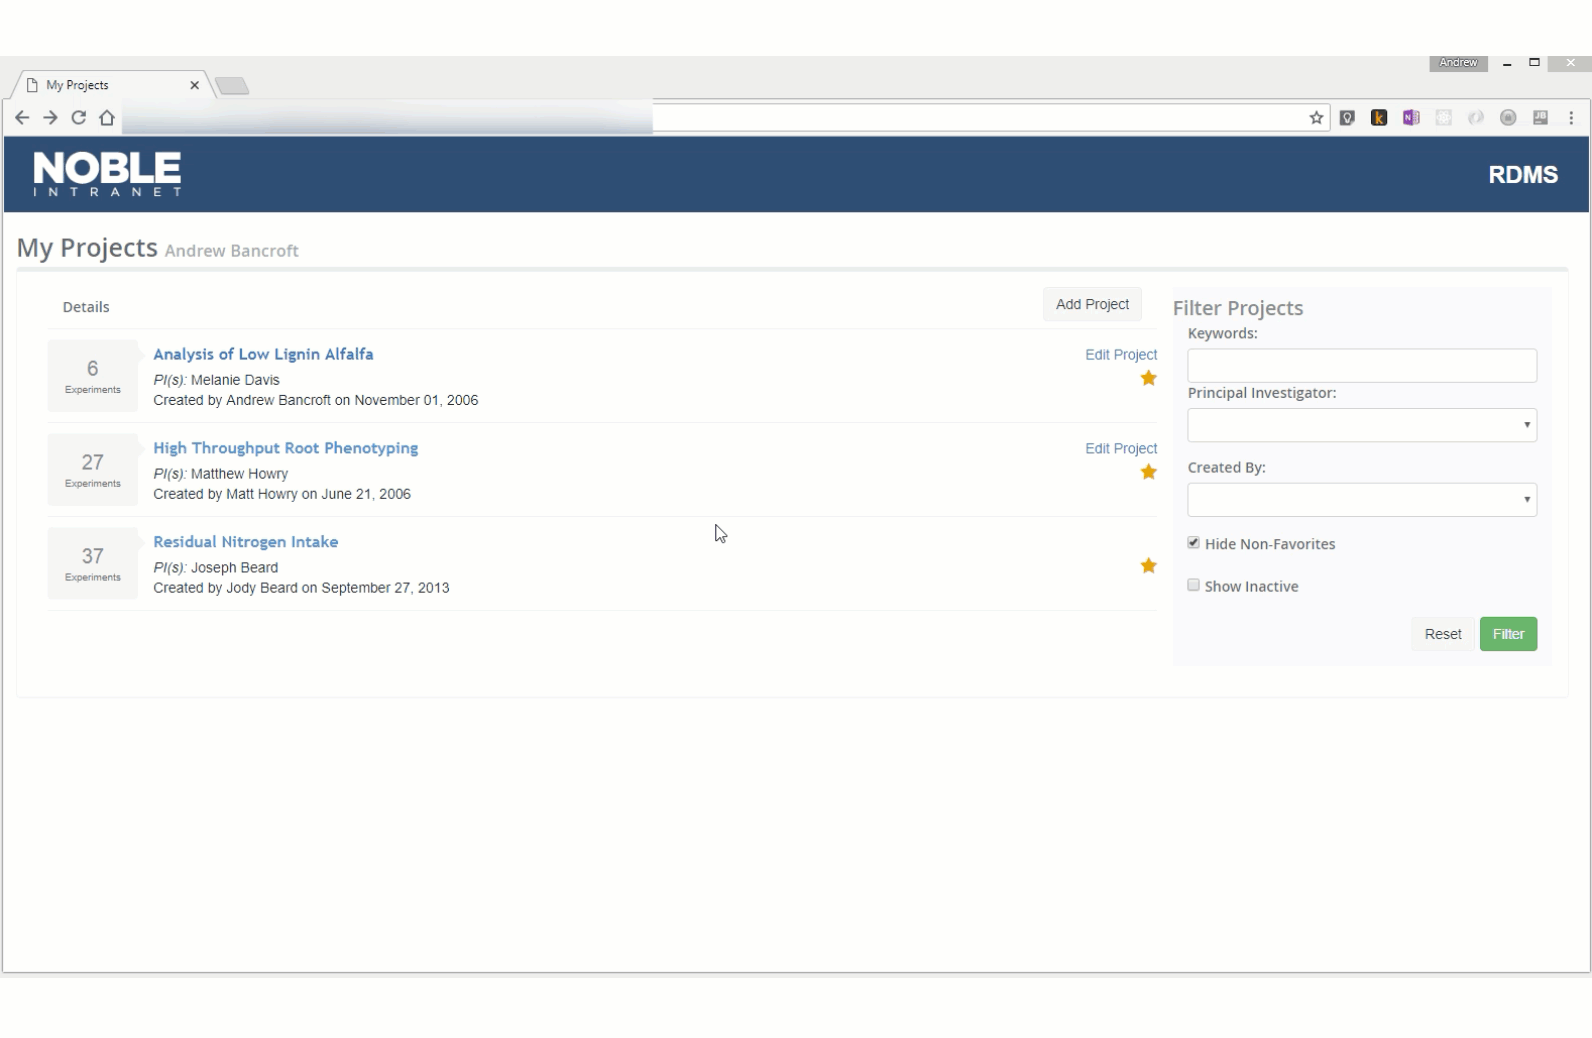 Andrew
My Projects
NOBLE
INTRANET
RDMS
My Projects Andrew Bancroft
Details
Add Project
6
Experiments
Analysis of Low Lignin Alfalfa
PI(s): Melanie Davis
Created by Andrew Bancroft on November 01, 2006
Edit Project
27
Experiments
High Throughput Root Phenotyping
PI(s): Matthew Howry
Created by Matt Howry on June 21, 2006
Edit Project
37
Experiments
Residual Nitrogen Intake
PI(s): Joseph Beard
Created by Jody Beard on September 27, 2013
Filter Projects
Keywords:
Principal Investigator:
Created By:
Hide Non-Favorites
Show Inactive
Reset
Filter